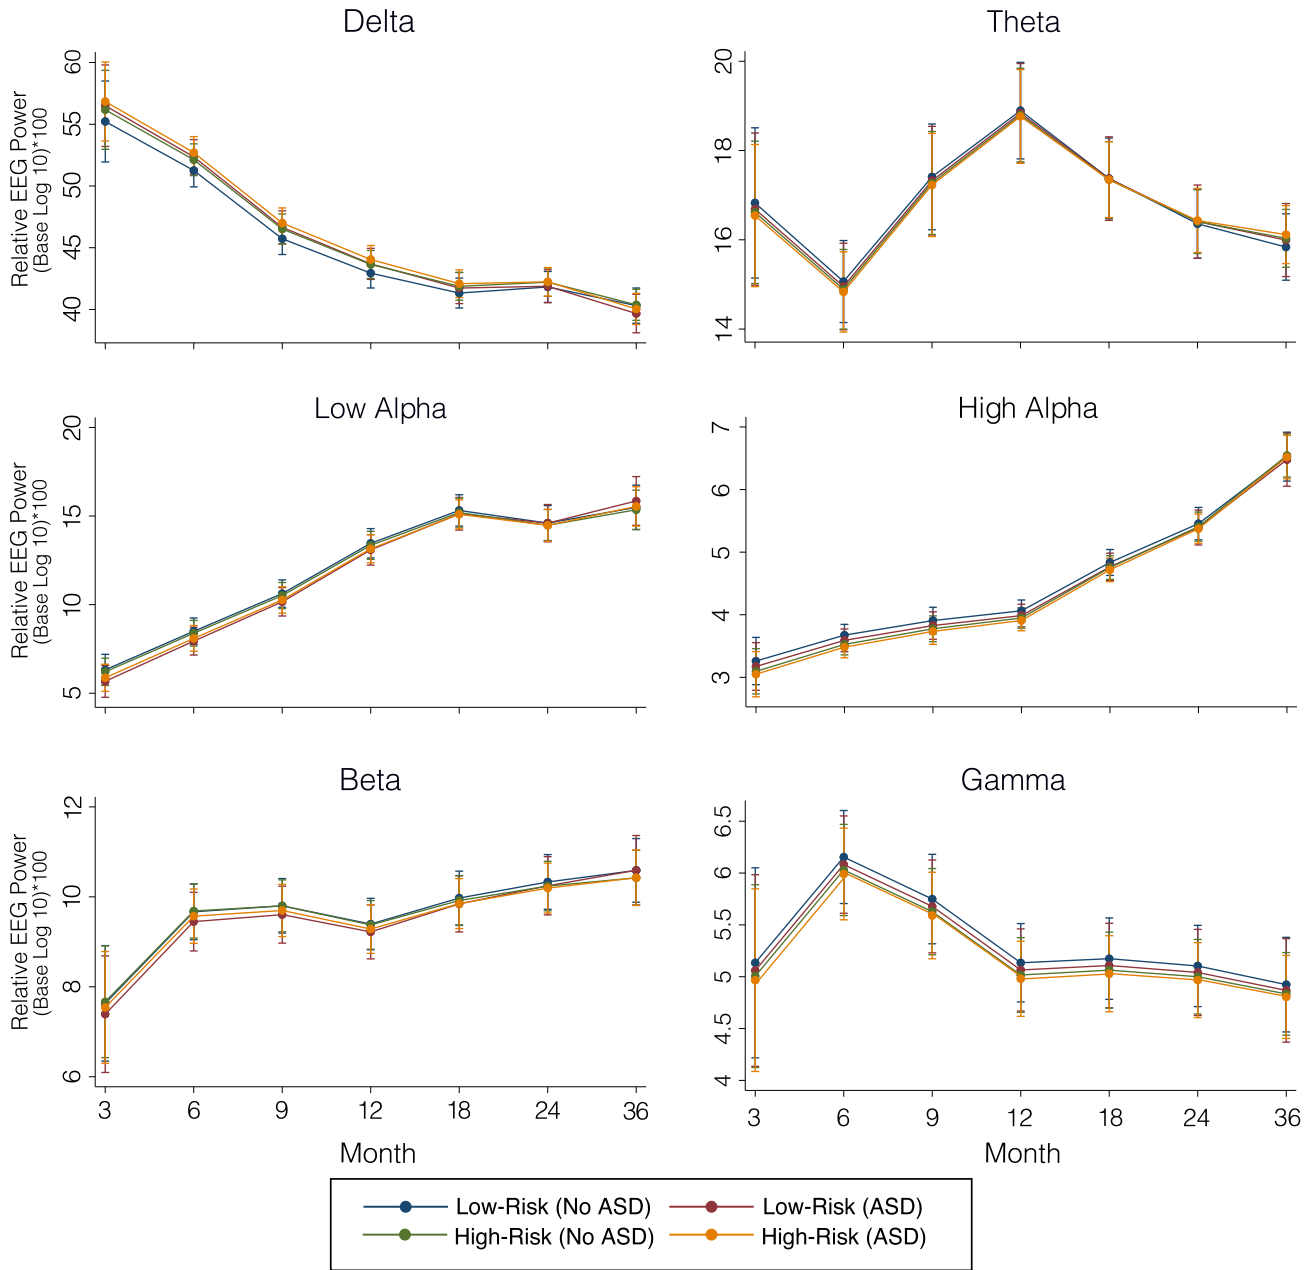 Delta
Relative EEG Power
(Base Log 10)*100
60
55
50
45
40
Theta
20
18
16
14
Low Alpha
Relative EEG Power
(Base Log 10)*100
20
15
10
5
High Alpha
7
6
5
4
3
Beta
Relative EEG Power
(Base Log 10)*100
12
10
8
6
3 6 9 12 18 24 36
Month
Gamma
6.5
6
5.5
5
4.5
4
3 6 9 12 18 24 36
Month
Low-Risk (No ASD) Low-Risk (ASD)
High-Risk (No ASD) High-Risk (ASD)